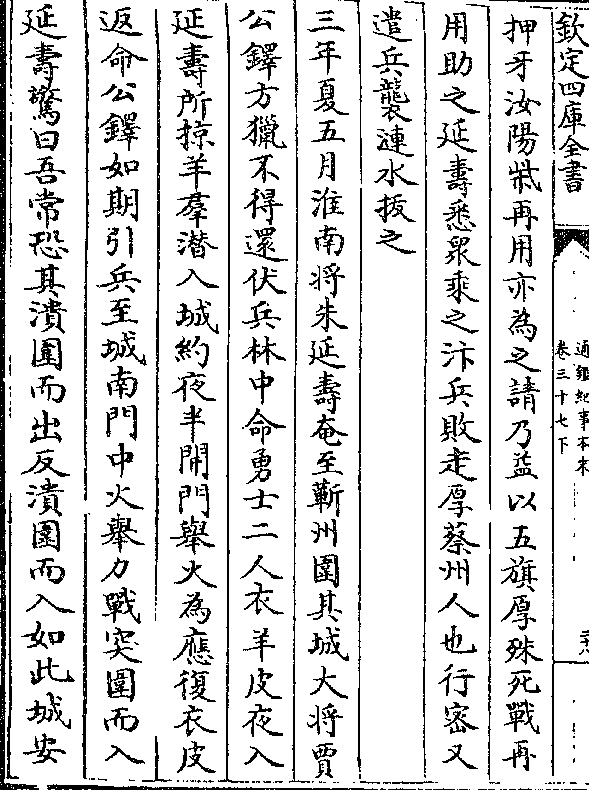 欽定四庫全書
通鑑紀事本末
卷三十七下
押牙汝陽柴再用亦為之請乃益以五旗厚殊死戰再
用助之延壽悉衆乘之汴兵敗走厚蔡州人也行密又
遣兵襲漣水拔之
三年夏五月淮南將朱延壽奄至蘄州圍其城大將賈
公鐸方獵不得還伏兵林中命勇士二人衣羊皮夜入
延壽所掠羊羣潜入城約夜半開門舉火為應復衣皮
返命公鐸如期引兵至城南門中火舉力戰突圍而入
延壽驚曰吾常恐其潰圍而出反潰圍而入如此城安